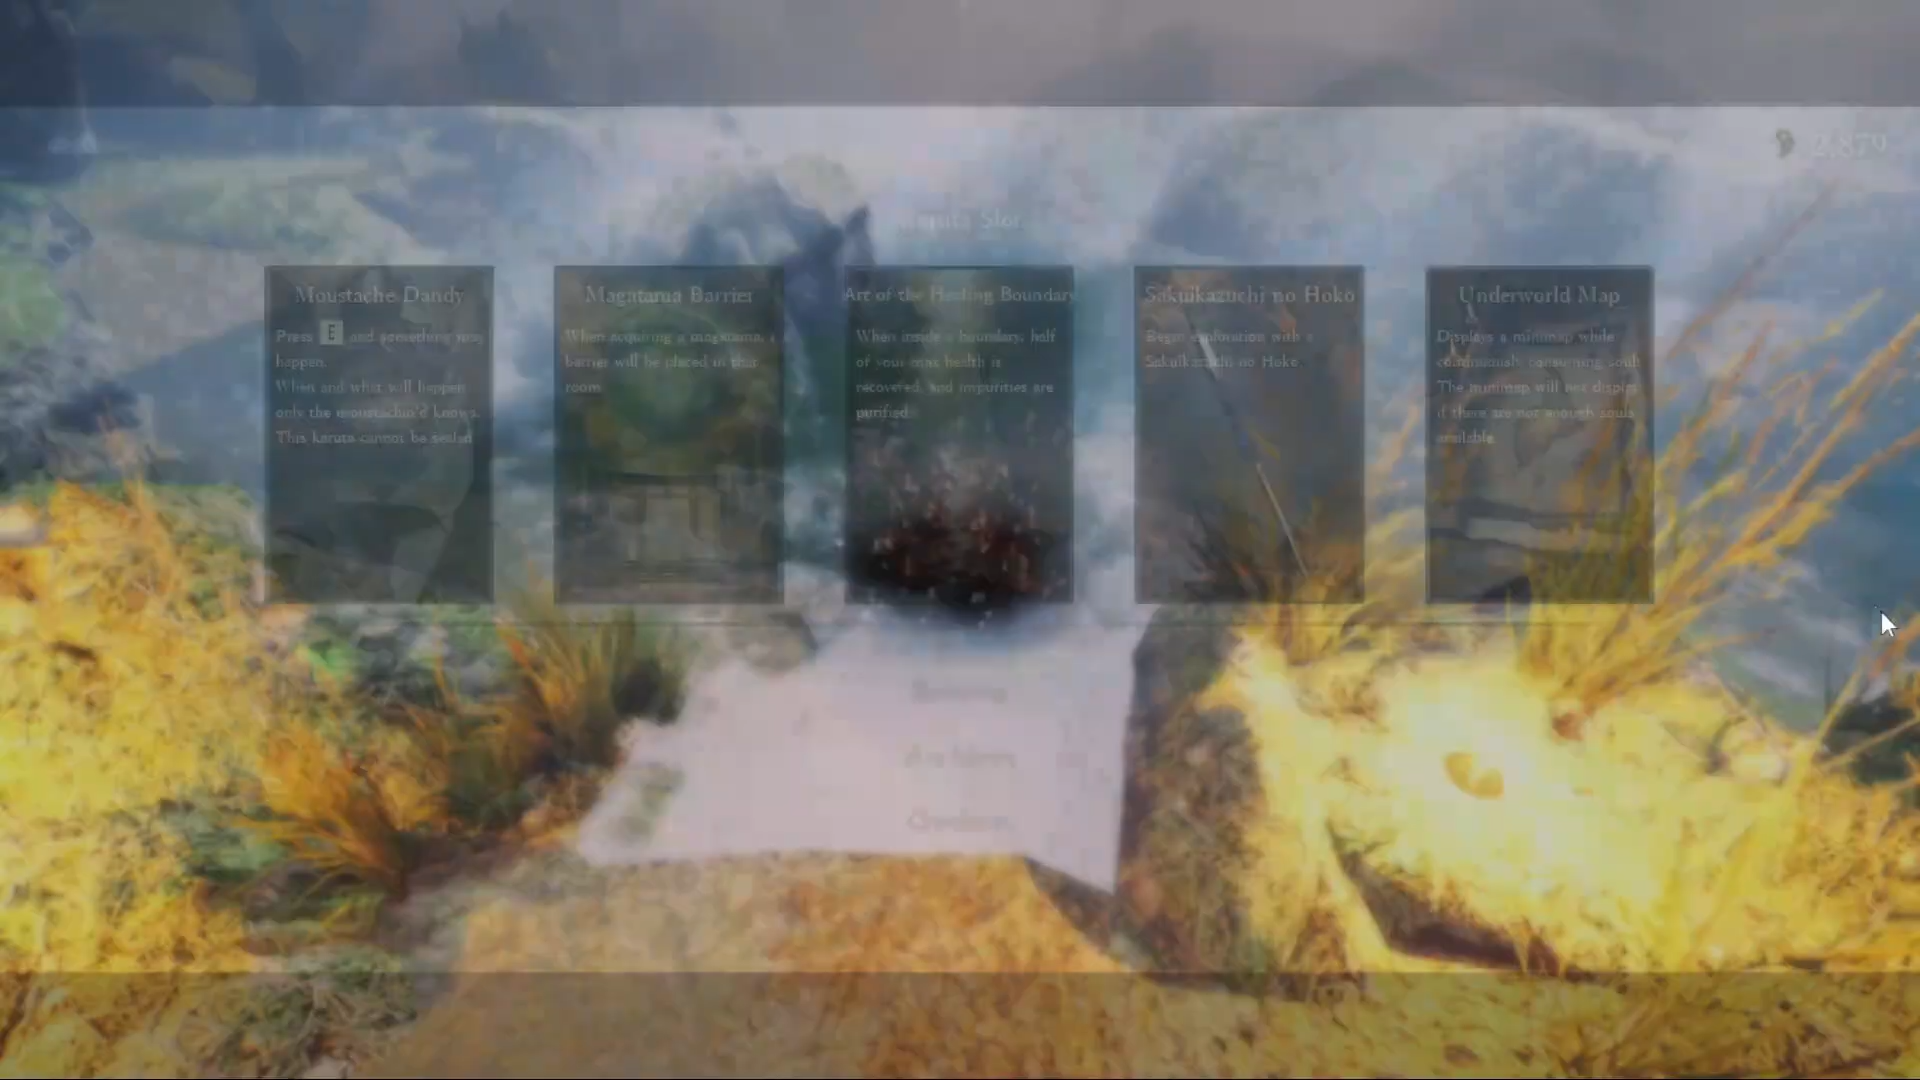 2,879
Karuta Slot
Moustache Dandy
Press E and something may
happen.
When and what will happen
only the moustachio'd knows.
This karuta cannot be sealed
Magatama Barrier
When acquiring a magatama, a
barrier will be placed in that
room
Art of the Healing Boundary
When inside a boundary, half
of your max health is
recovered, and impurities are
purified.
Sakuikazuchi no Hoko
Begin exploration with a
Sakuikazuchi no Hoko.
Underworld Map
Displays a minimap while
continuously consuming souls
The minimap will not display
if there are not enough souls
available.